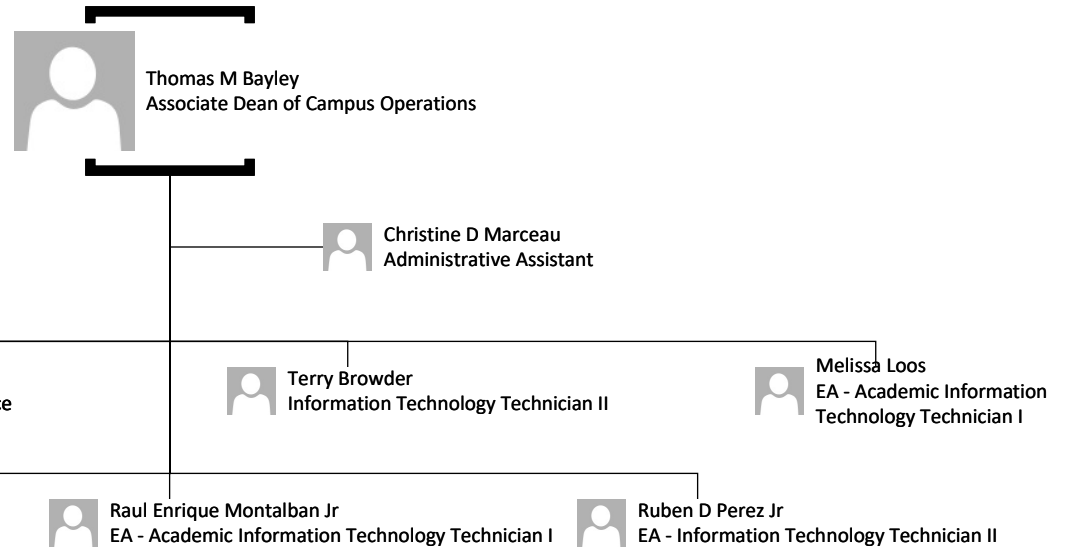 Thomas M Bayley
Associate Dean of Campus Operations
Christine D Marceau
Administrative Assistant
Terry Browder
Information Technology Technician II
Melissa Loos
EA - Academic Information
Technology Technician I
ce
Raul Enrique Montalban Jr
EA - Academic Information Technology Technician I
Ruben D Perez Jr
EA - Information Technology Technician II